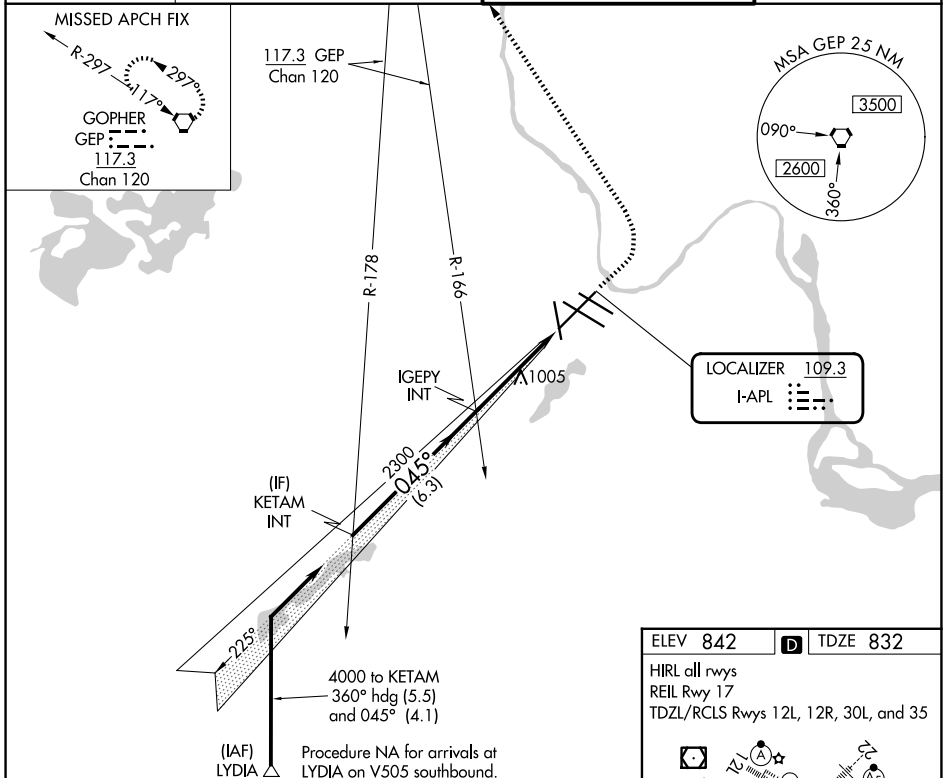 MISSED APCH FIX
R-297
297°
117°
GOPHER
GEP
117.3
Chan 120
117.3 GEP
Chan 120
MSA GEP 25 NM
3500
090°
2600
360°
R-178
R-166
LOCALIZER 109.3
I-APL
IGEPY
INT
1005
2300
045°
(6.3)
(IF)
KETAM
INT
225°
4000 to KETAM
360° hdg (5.5)
and 045° (4.1)
(IAF)
LYDIA
Procedure NA for arrivals at
LYDIA on V505 southbound.
ELEV 842 D TDZE 832
HIRL all rwys
REIL Rwy 17
TDZL/RCLS Rwys 12L, 12R, 30L, and 35
12L
A
22
A